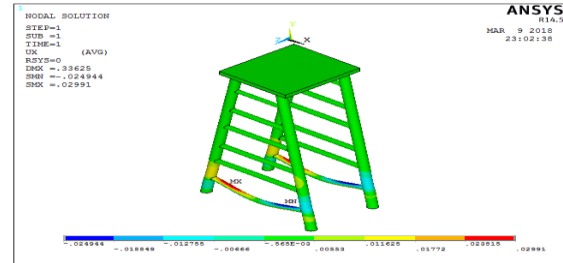 1
NODAL SOLUTION
STEP=1
SUB =1
TIME=1
UX (AVG)
RSYS=0
DMX =.33625
SMN =-.024944
SMX =.02991
ANSYS
R14.5
MAR 9 2018
23:02:38
Y
Z X
MX
MN
-.024944 -.012755 -.565E-03 .011625 .023815
-.018849 -.00666 .00553 .01772 .02991